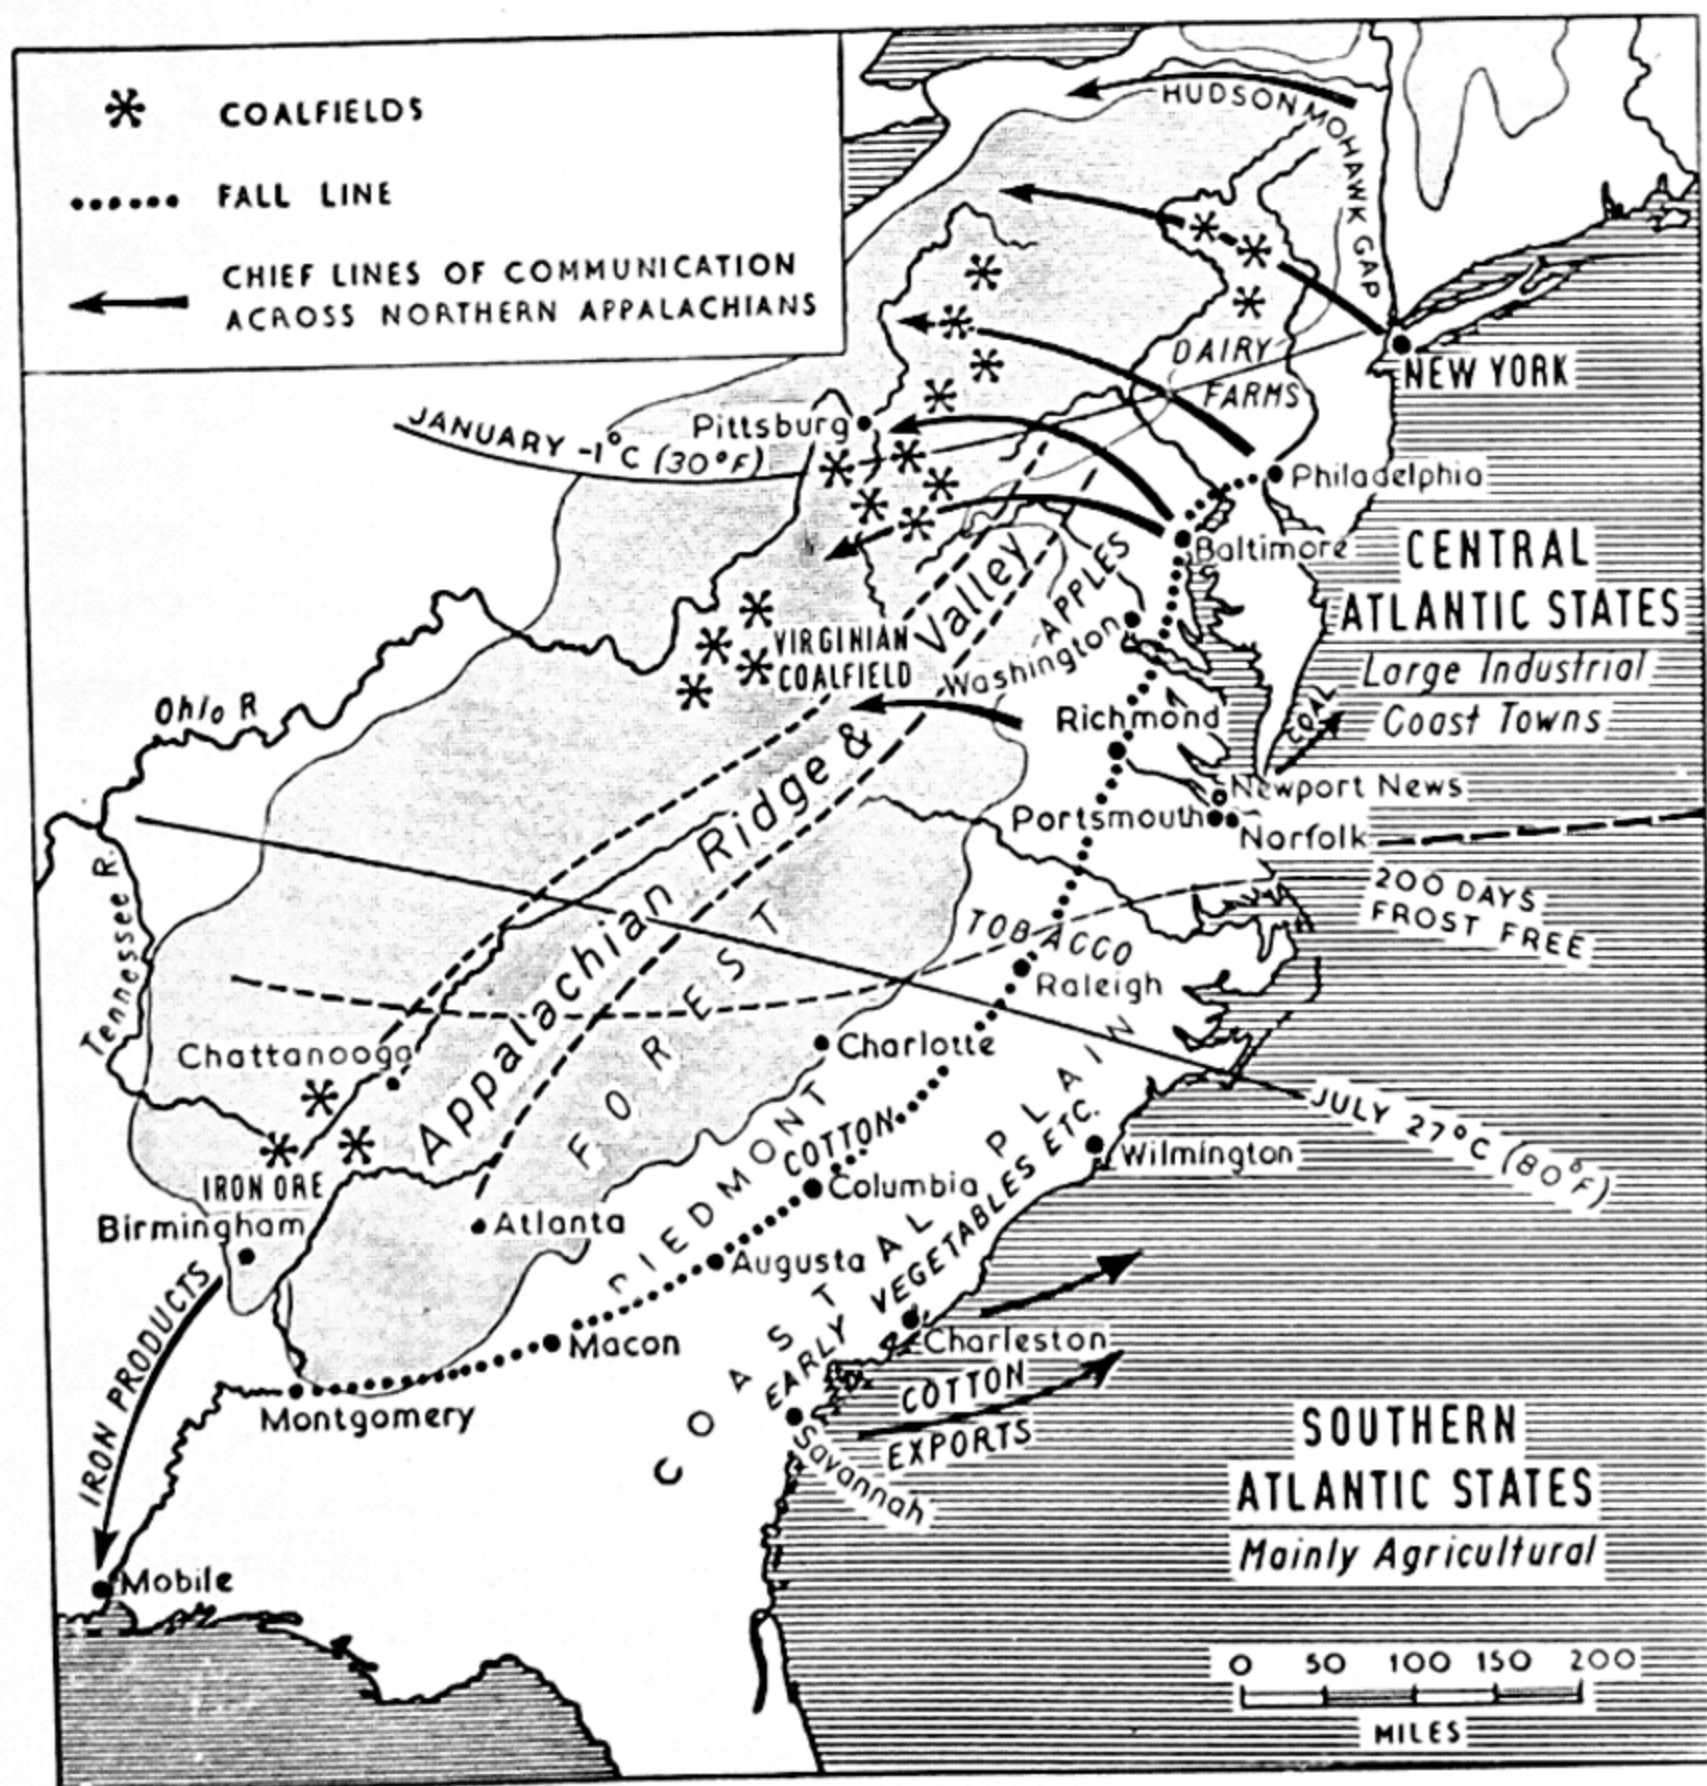 COALFIELDS
FALL LINE
CHIEF LINES OF COMMUNICATION
ACROSS NORTHERN APPALACHIANS
HUDSON MOHAWK GAP
DAIRY
FARMS
NEW YORK
JANUARY -1°C (30°F)
Pittsburg
Philadelphia
Baltimore
CENTRAL
ATLANTIC STATES
Large Industrial
Coast Towns
APPLES
Washington
VIRGINIAN
COALFIELD
Appalachian Ridge & Valley
Ohio R
Richmond
COAL
Newport News
Portsmouth
Norfolk
200 DAYS
FROST FREE
TOBACCO
Raleigh
Tennessee R.
FOREST
Chattanooga
Charlotte
JULY 27°C (80°F)
PIEDMONT
COTTON
COASTAL PLAIN
EARLY VEGETABLES ETC.
Wilmington
IRON ORE
Birmingham
Atlanta
Columbia
Augusta
IRON PRODUCTS
Macon
Charleston
COTTON
EXPORTS
Montgomery
Savannah
SOUTHERN
ATLANTIC STATES
Mainly Agricultural
Mobile
0 50 100 150 200
MILES